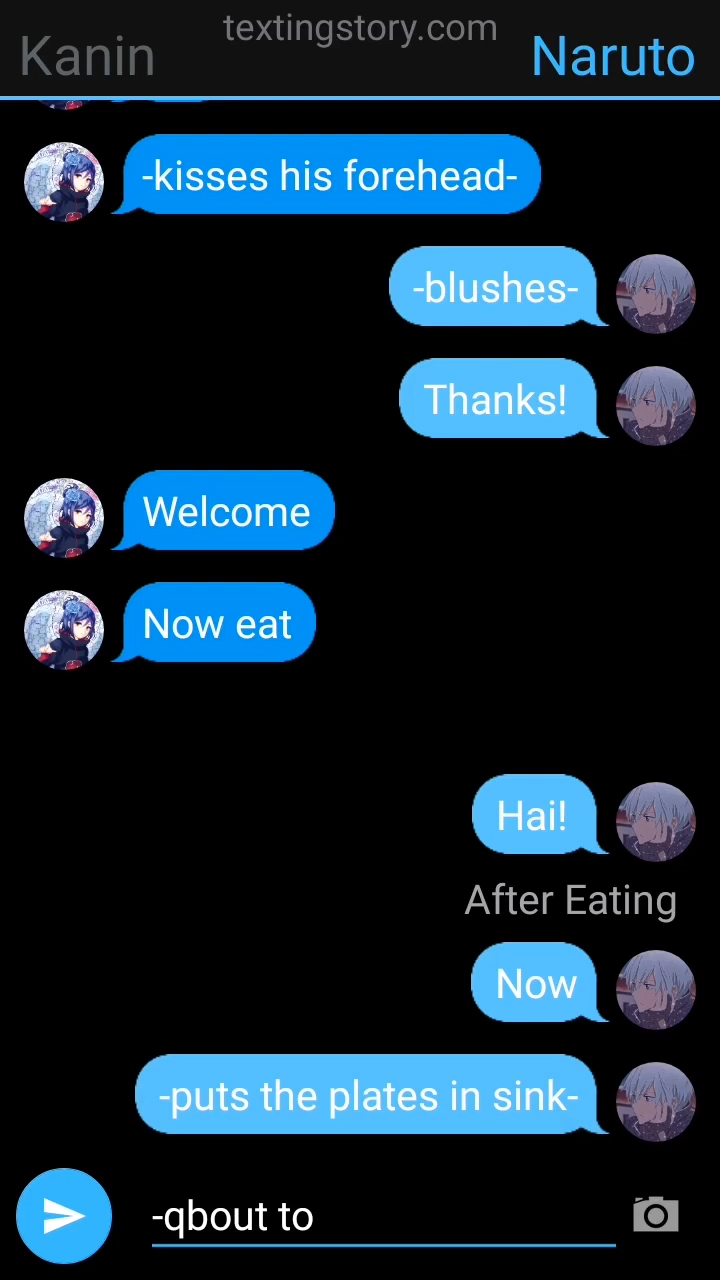 textingstory.com
Kanin
Naruto
-kisses his forehead-
-blushes-
Thanks!
Welcome
Now eat
Hai!
After Eating
Now
-puts the plates in sink-
-qbout to